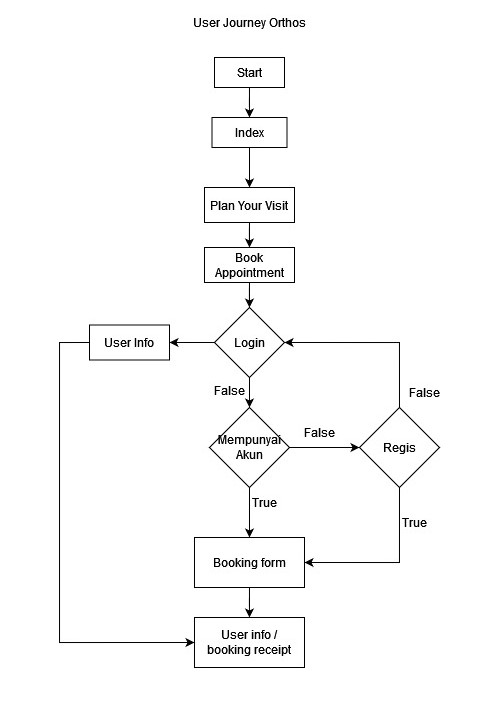 User Journey Orthos
Start
Index
Plan Your Visit
Book
Appointment
User Info
Login
False
False
Mempunyai
Akun
False
Regis
True
True
Booking form
User info /
booking receipt